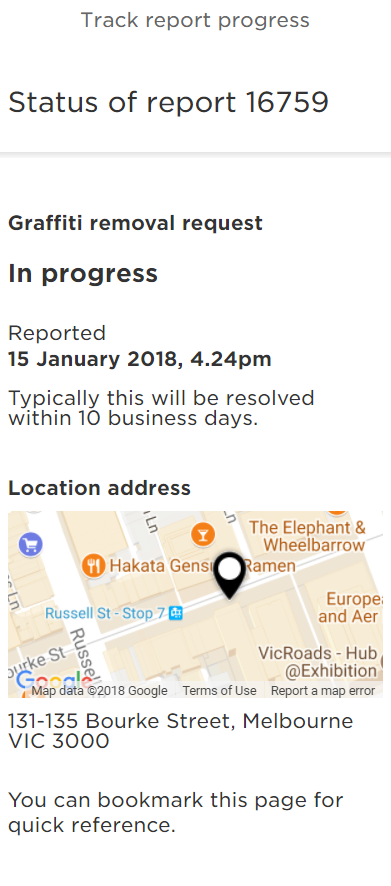 Track report progress
Status of report 16759
Graffiti removal request
In progress
Reported
15 January 2018, 4.24pm
Typically this will be resolved
within 10 business days.
Location address
Ln
Ln
The Elephant &
Wheelbarrow
Hakata Gensu Ramen
Ln
Europe
and Aer
Russell St - Stop 7
Russel
urke St
VicRoads - Hub
@Exhibition
Google
Map data ©2018 Google
Terms of Use
Report a map error
131-135 Bourke Street, Melbourne
VIC 3000
You can bookmark this page for
quick reference.